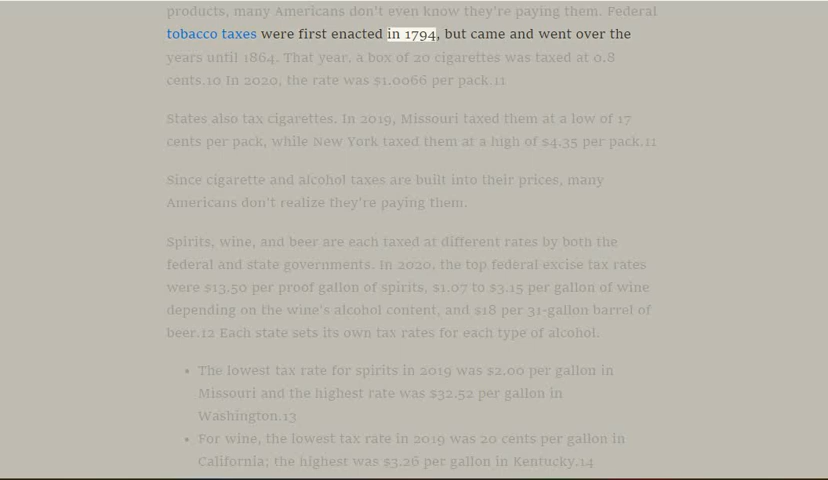 products, many Americans don't even know they're paying them. Federal
tobacco taxes were first enacted in 1794, but came and went over the
years until 1864. That year, a box of 20 cigarettes was taxed at 0.8
cents.10 In 2020, the rate was $1.0066 per pack.11
States also tax cigarettes. In 2019, Missouri taxed them at a low of 17
cents per pack, while New York taxed them at a high of $4.35 per pack.11
Since cigarette and alcohol taxes are built into their prices, many
Americans don't realize they're paying them.
Spirits, wine, and beer are each taxed at different rates by both the
federal and state governments. In 2020, the top federal excise tax rates
were $13.50 per proof gallon of spirits, $1.07 to $3.15 per gallon of wine
depending on the wine's alcohol content, and $18 per 31-gallon barrel of
beer.12 Each state sets its own tax rates for each type of alcohol.
• The lowest tax rate for spirits in 2019 was $2.00 per gallon in
Missouri and the highest rate was $32.52 per gallon in
Washington.13
• For wine, the lowest tax rate in 2019 was 20 cents per gallon in
California; the highest was $3.26 per gallon in Kentucky.14